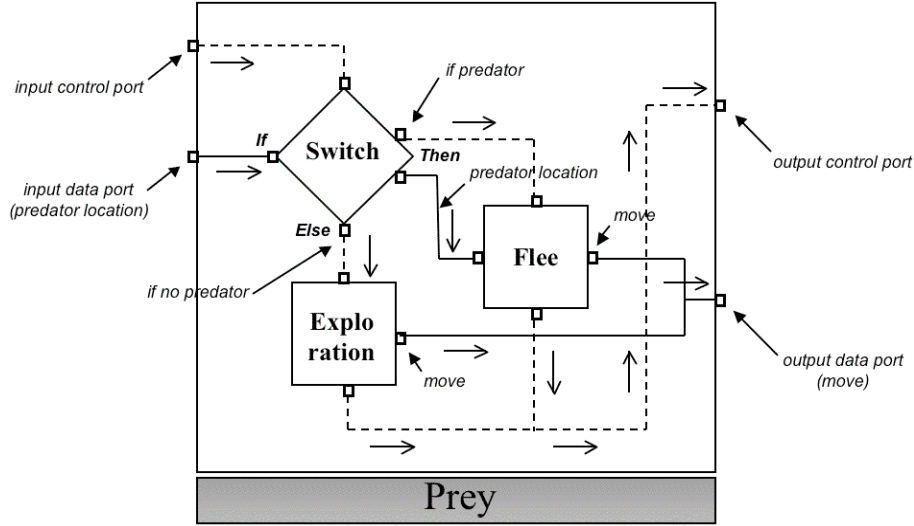 input control port
if predator
If
Switch
Then
output control port
input data port
(predator location)
predator location
Else
move
Flee
if no predator
Explo
ration
move
output data port
(move)
Prey